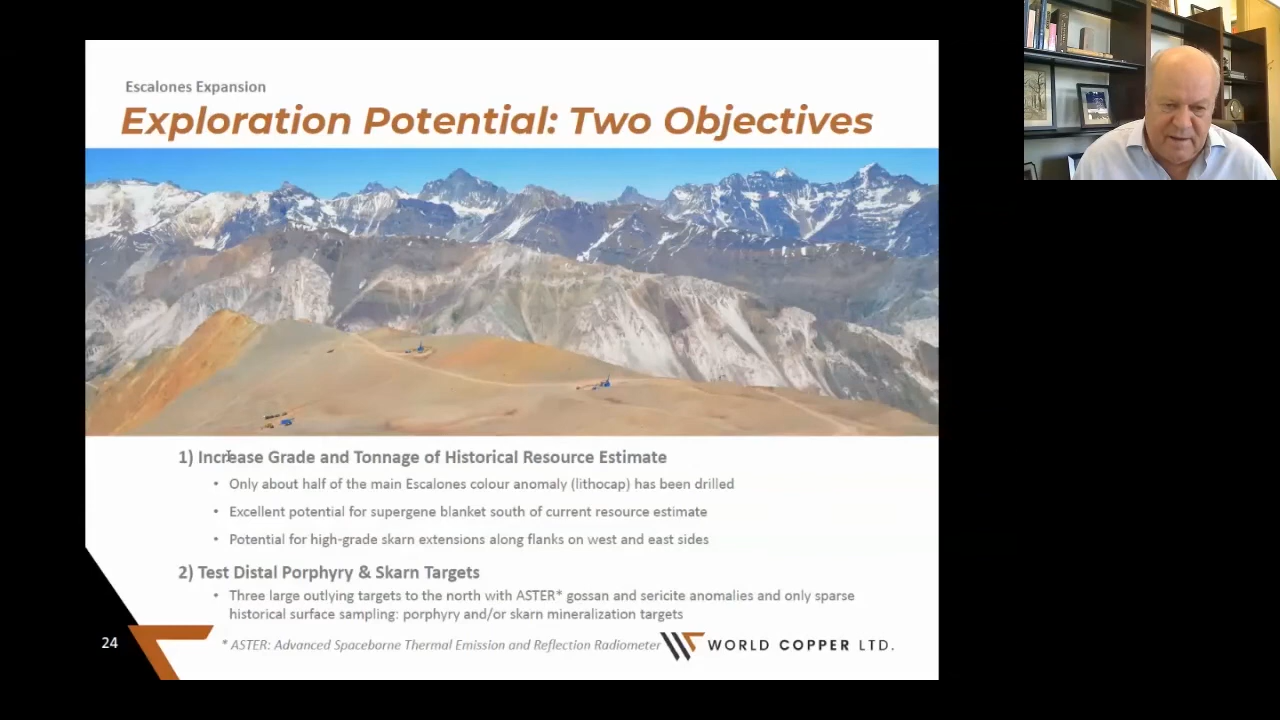 Escalones Expansion
Exploration Potential: Two Objectives
1) Increase Grade and Tonnage of Historical Resource Estimate
• Only about half of the main Escalones colour anomaly (lithocap) has been drilled
• Excellent potential for supergene blanket south of current resource estimate
• Potential for high-grade skarn extensions along flanks on west and east sides
2) Test Distal Porphyry & Skarn Targets
• Three large outlying targets to the north with ASTER* gossan and sericite anomalies and only sparse
historical surface sampling: porphyry and/or skarn mineralization targets
24
* ASTER: Advanced Spaceborne Thermal Emission and Reflection Radiometer
WORLD COPPER LTD.